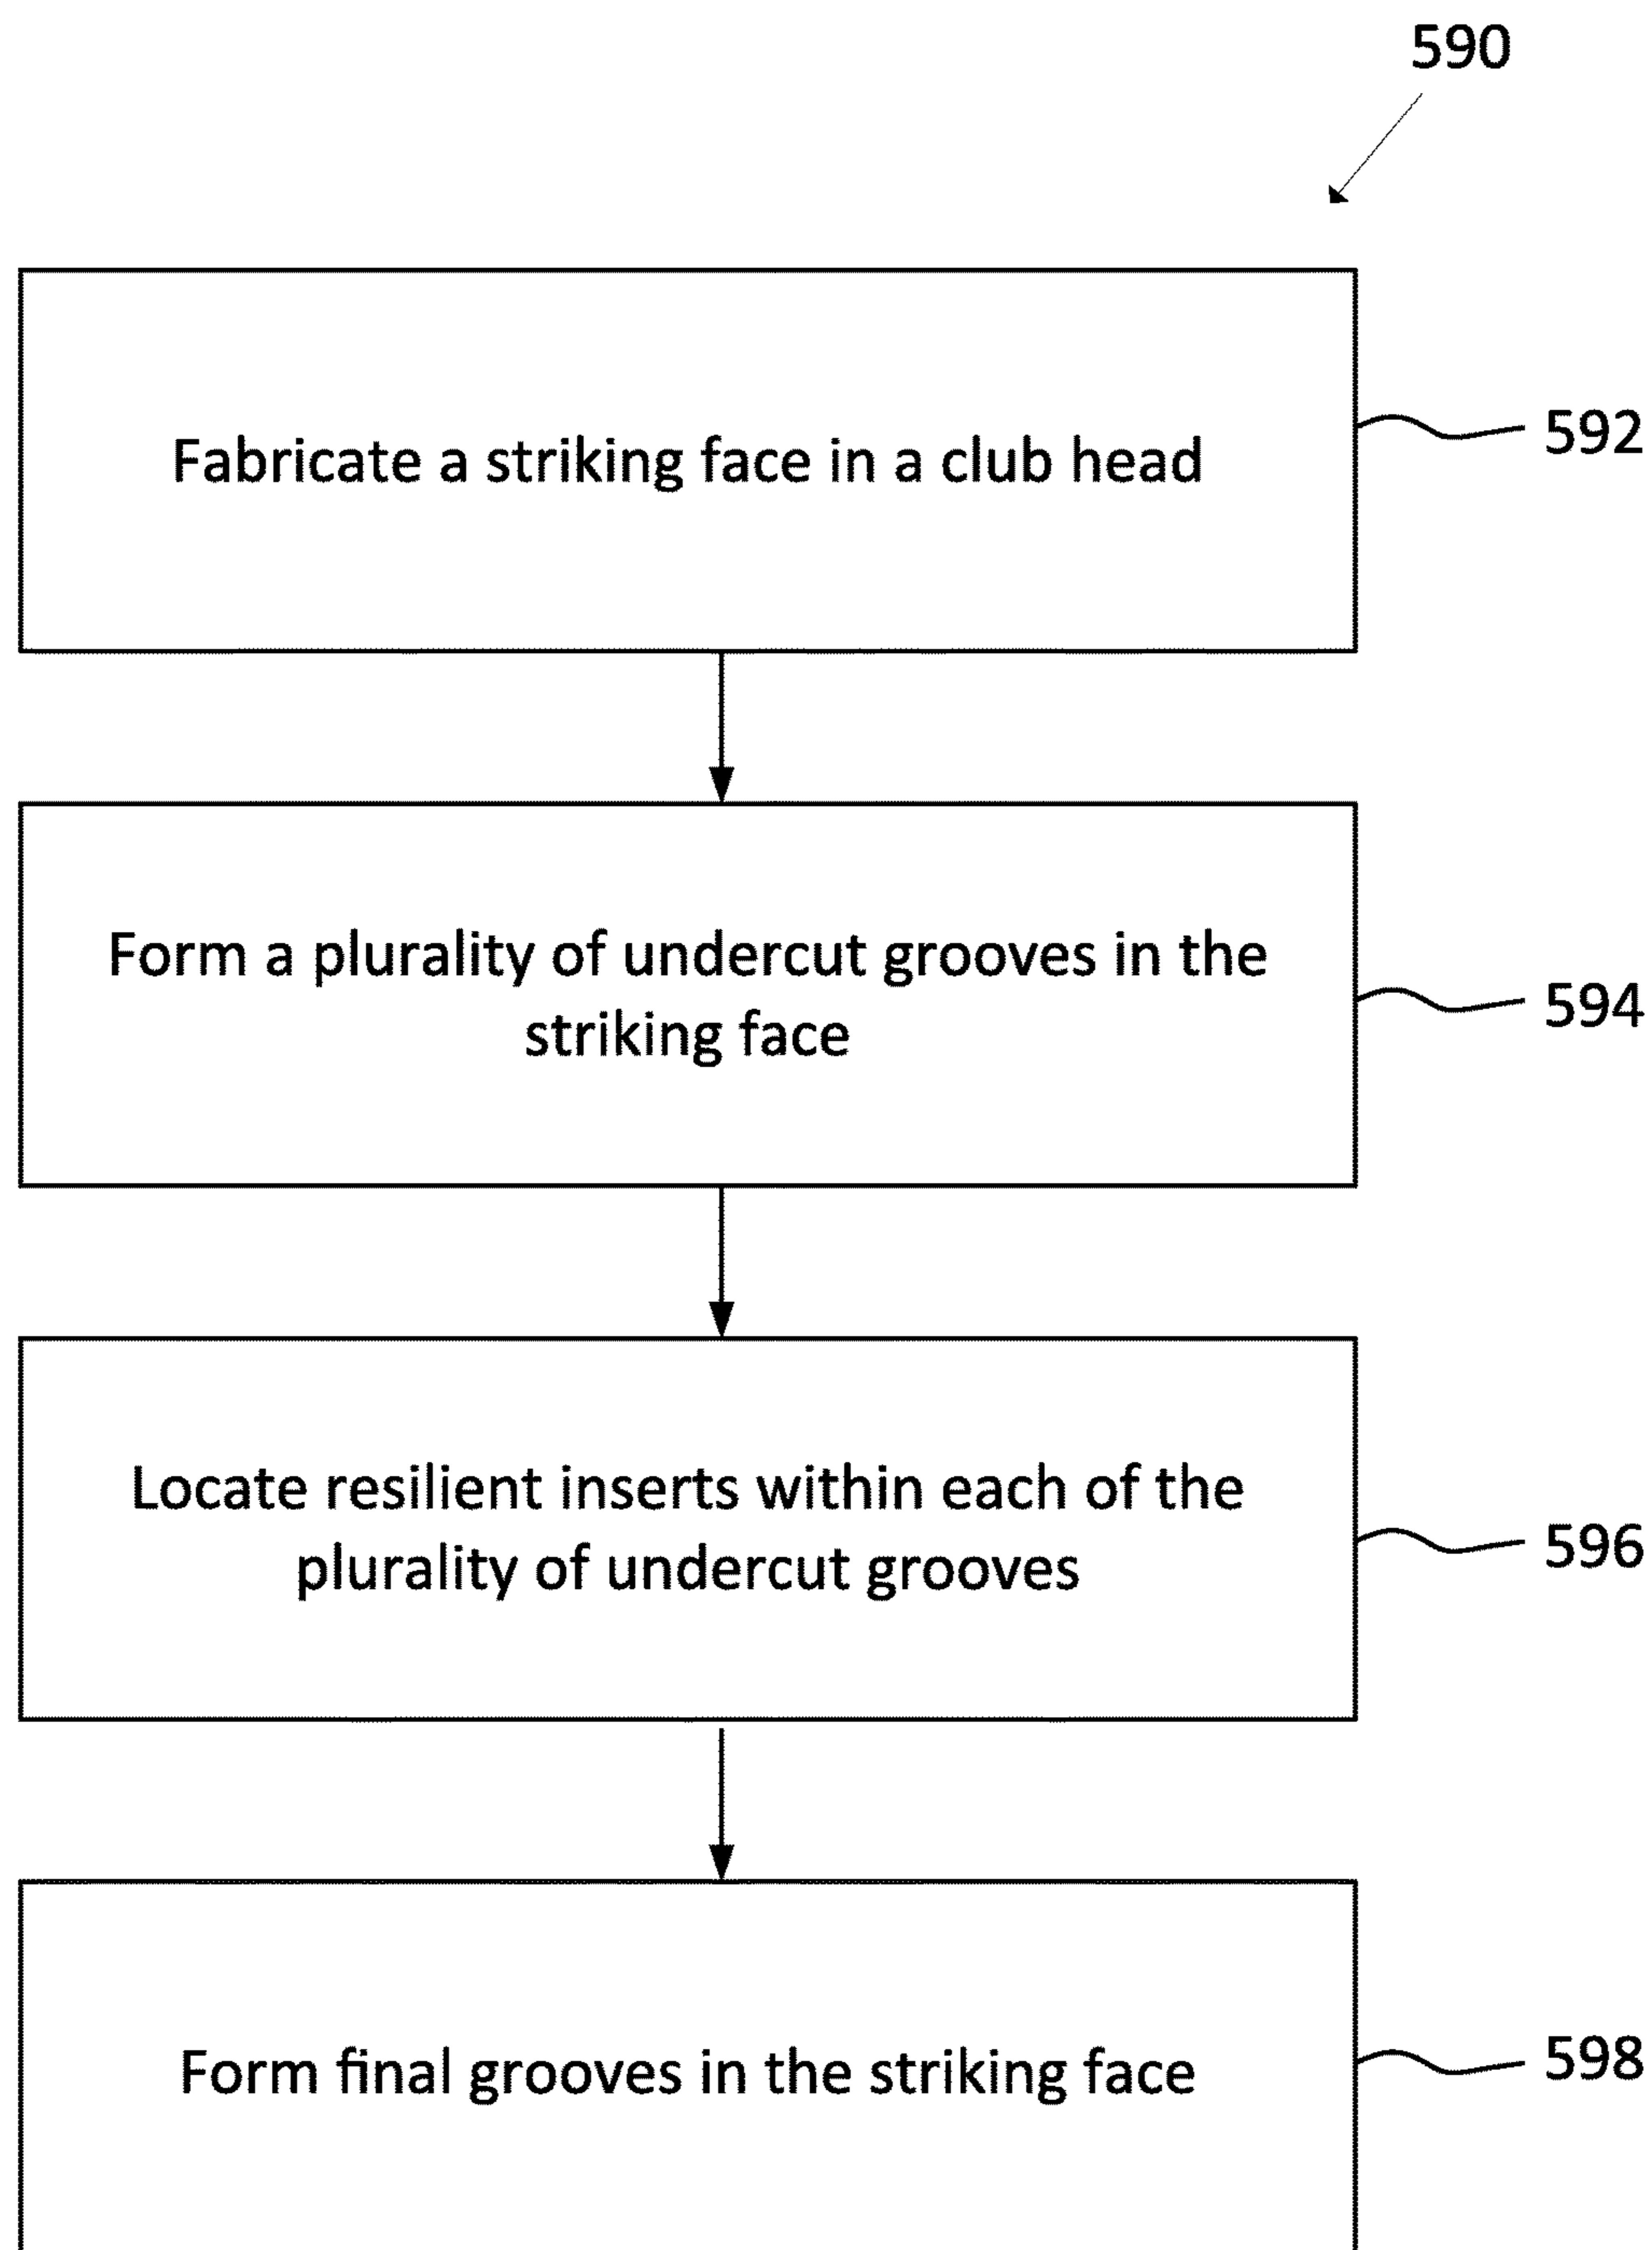 590
Fabricate a striking face in a club head
592
Form a plurality of undercut grooves in the
striking face
594
Locate resilient inserts within each of the
plurality of undercut grooves
596
Form final grooves in the striking face
598